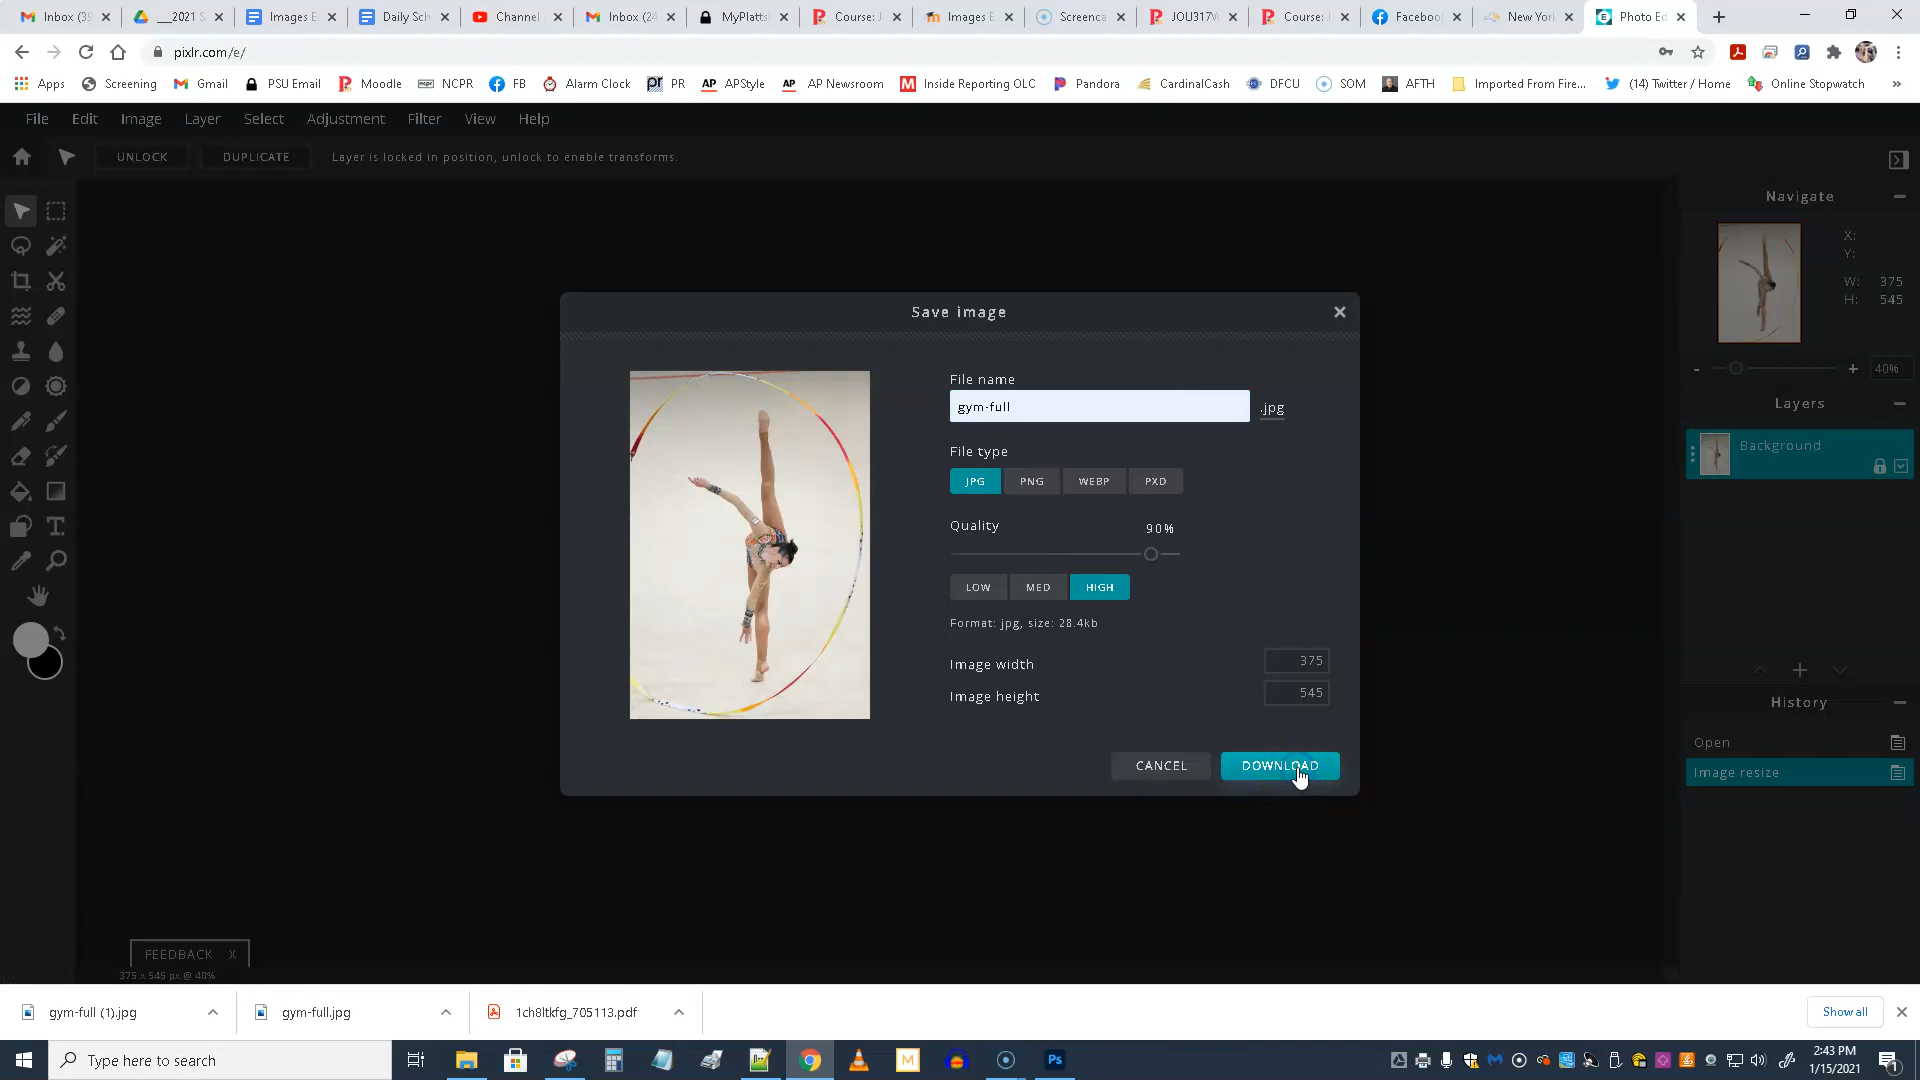 Inbox (39
___2021 S
Images E
Daily Sch
Channel
Inbox (24
MyPlattsl
Course: J
Images E
Screenca
JOU317V
Course: J
Faceboo
New York
Photo Ed
pixlr.com/e/
Apps
Screening
Gmail
PSU Email
Moodle
NCPR
FB
Alarm Clock
PR
APStyle
AP Newsroom
Inside Reporting OLC
Pandora
CardinalCash
DFCU
SOM
AFTH
Imported From Fire...
(14) Twitter / Home
Online Stopwatch
»
File Edit Image Layer Select Adjustment Filter View Help
UNLOCK DUPLICATE Layer is locked in position, unlock to enable transforms.
Navigate
X:
Y:
W: 375
H: 545
- + 40%
Layers
Background
History
Open
Image resize
Save image
File name
gym-full .jpg
File type
JPG PNG WEBP PXD
Quality 90%
LOW MED HIGH
Format: jpg, size: 28.4kb
Image width 375
Image height 545
CANCEL DOWNLOAD
FEEDBACK X
375 x 545 px @ 40%
gym-full (1).jpg
gym-full.jpg
1ch8ltkfg_705113.pdf
Show all
Type here to search
Ps
2:43 PM
1/15/2021